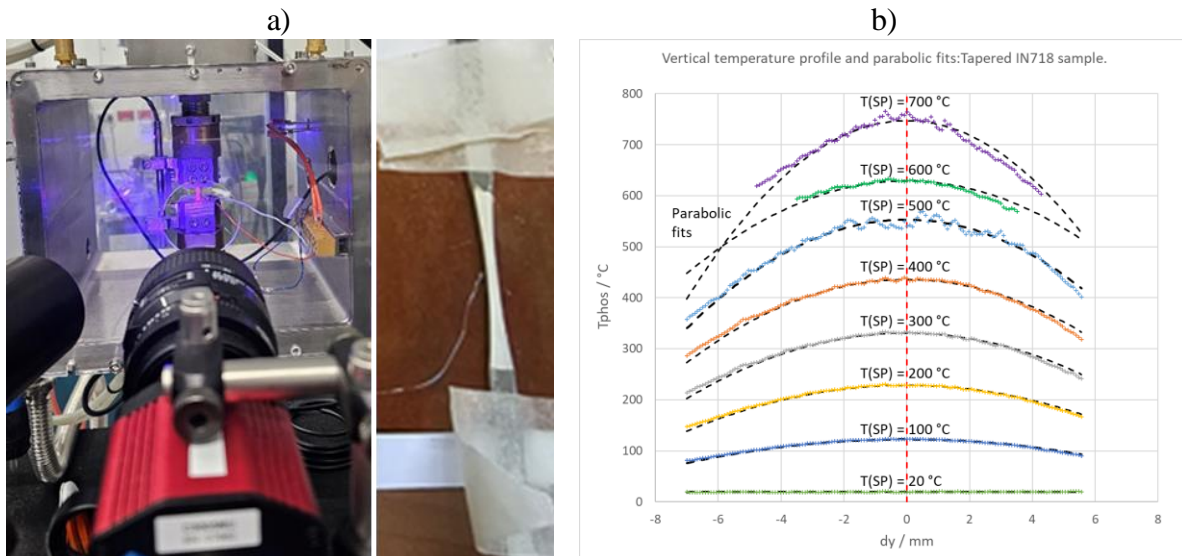 a)
b)
Vertical temperature profile and parabolic fits:Tapered IN718 sample.
800
700
600
500
400
300
200
100
0
Tphos / °C
T(SP) = 700 °C
T(SP) = 600 °C
T(SP) = 500 °C
Parabolic
fits
T(SP) = 400 °C
T(SP) = 300 °C
T(SP) = 200 °C
T(SP) = 100 °C
T(SP) = 20 °C
-8
-6
-4
-2
0
2
4
6
8
dy / mm